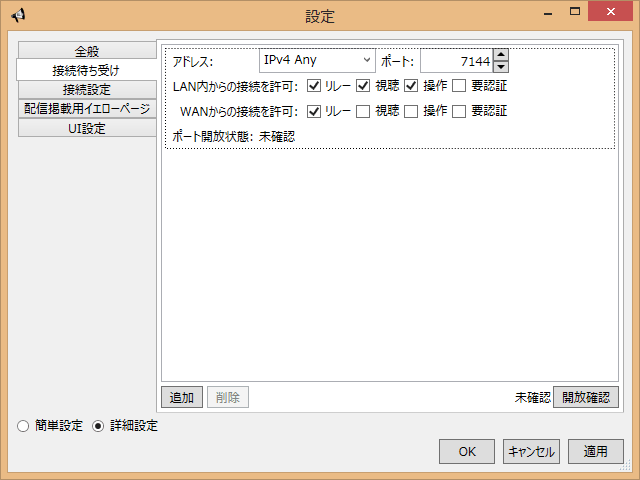 設定
全般
接続待ち受け
接続設定
配信掲載用イエローページ
UI設定
アドレス: IPv4 Any ポート: 7144
LAN内からの接続を許可: リレー 視聴 操作 要認証
WANからの接続を許可: リレー 視聴 操作 要認証
ポート開放状態: 未確認
追加 削除 未確認 開放確認
簡単設定 詳細設定
OK キャンセル 適用